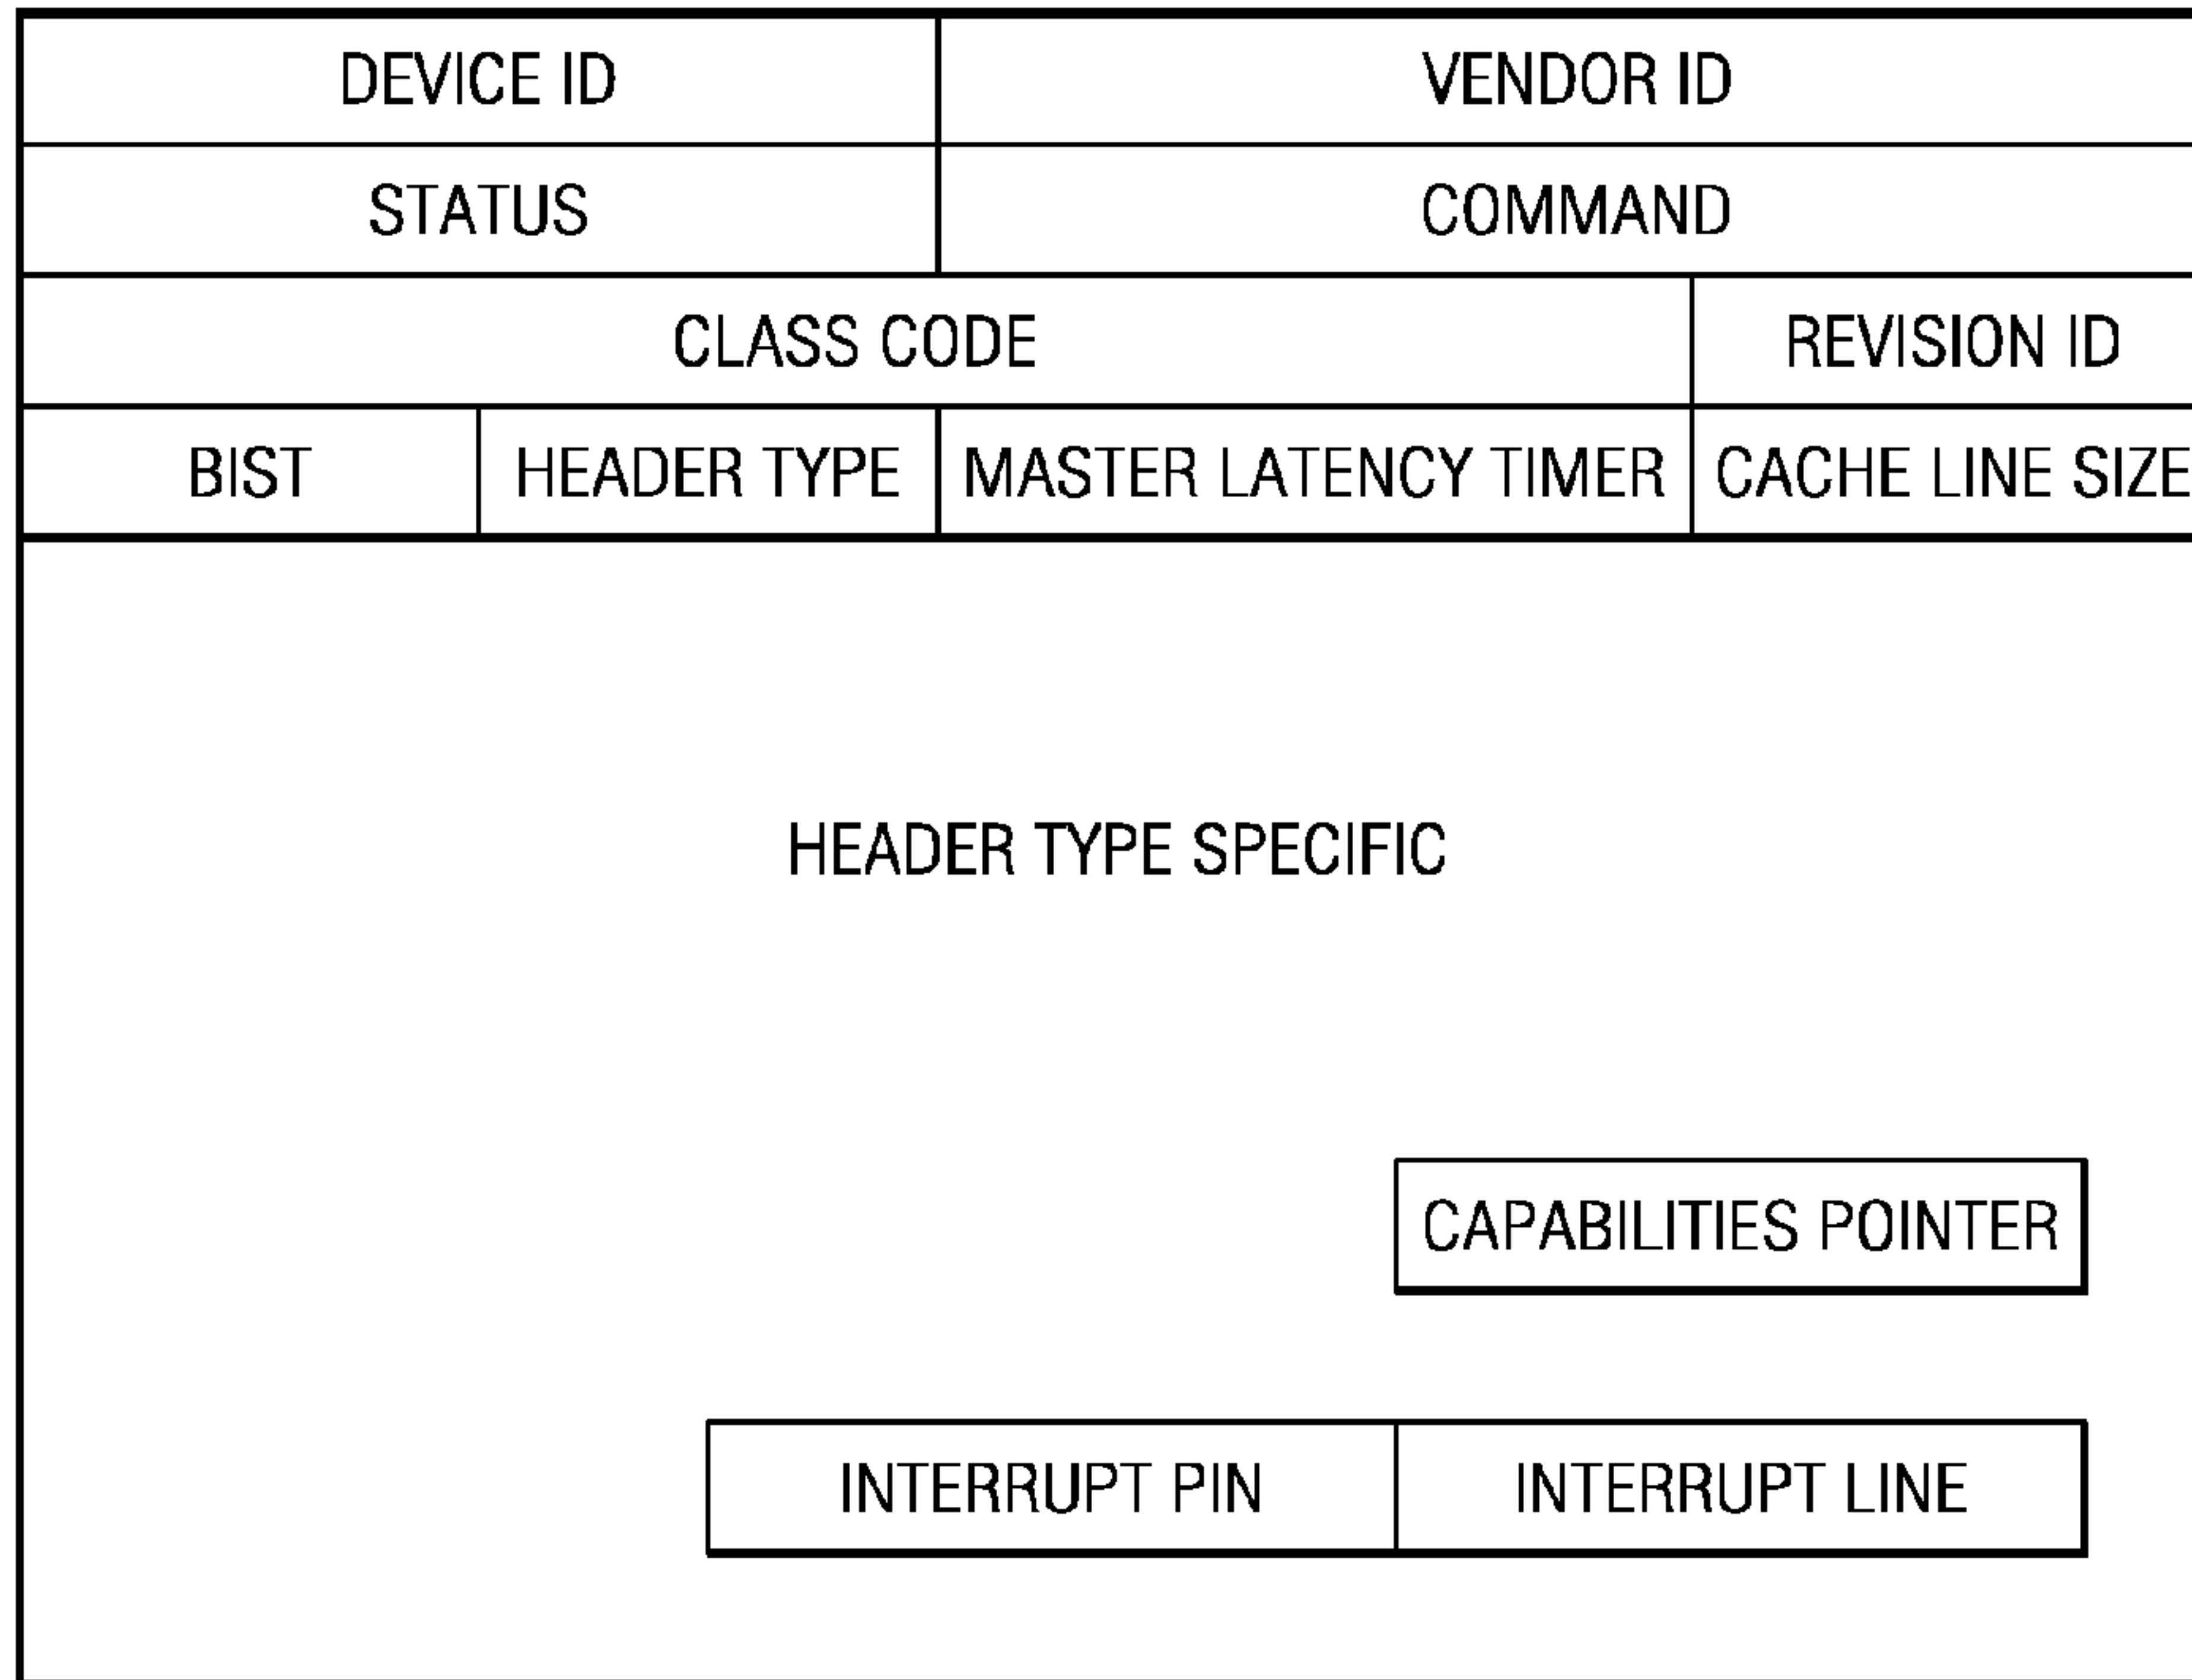 DEVICE ID VENDOR ID
STATUS COMMAND
CLASS CODE REVISION ID
BIST HEADER TYPE MASTER LATENCY TIMER CACHE LINE SIZE
HEADER TYPE SPECIFIC
CAPABILITIES POINTER
INTERRUPT PIN INTERRUPT LINE